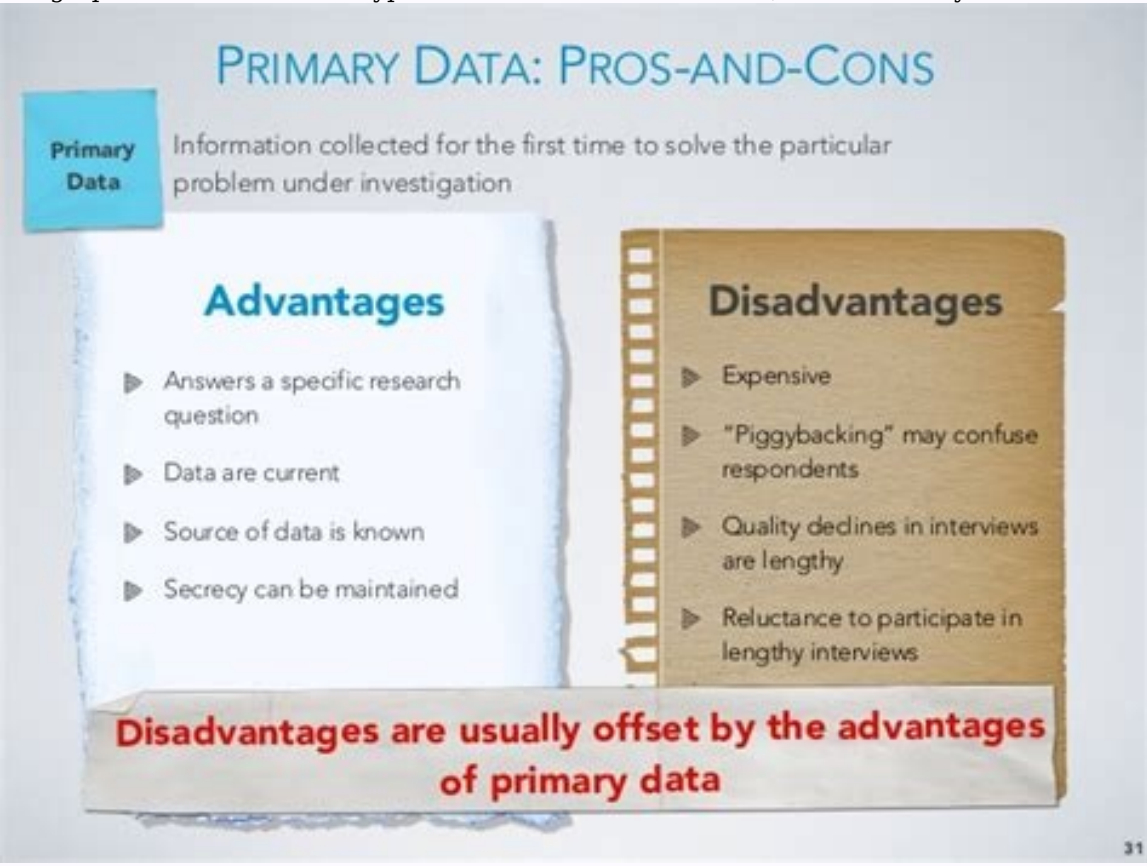 PRIMARY DATA: PROS-AND-CONS
Primary
Data
Information collected for the first time to solve the particular
problem under investigation
Advantages
Answers a specific research
question
Data are current
Source of data is known
Secrecy can be maintained
Disadvantages
Expensive
"Piggybacking" may confuse
respondents
Quality declines in interviews
are lengthy
Reluctance to participate in
lengthy interviews
Disadvantages are usually offset by the advantages
of primary data
31